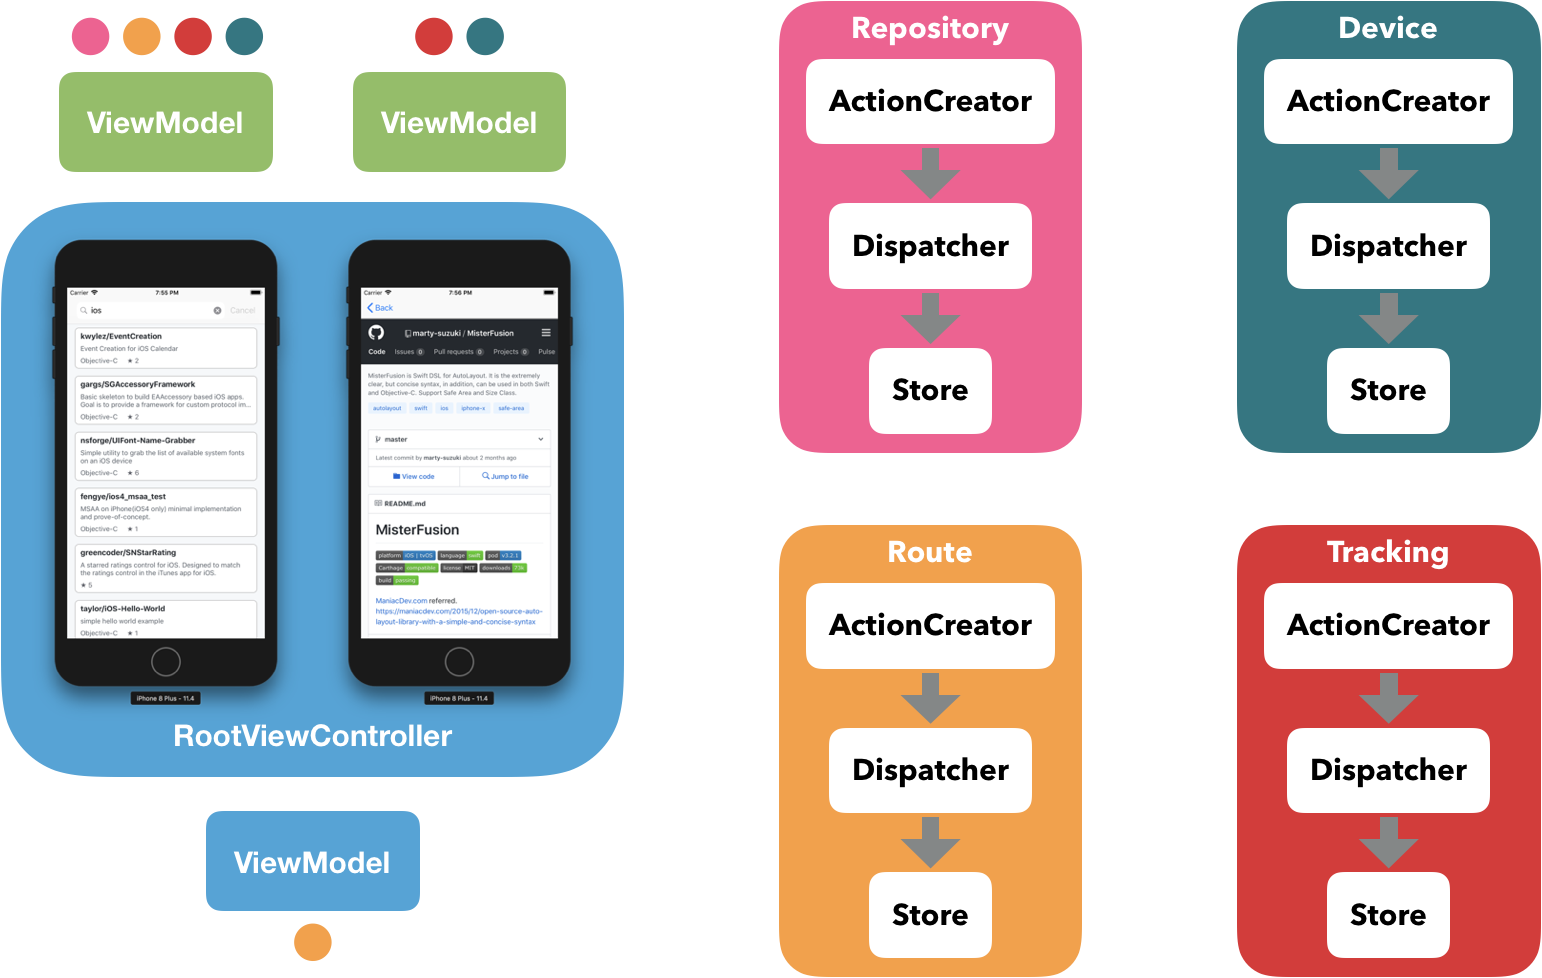 ViewModel
ViewModel
Carrier 7:55 PM
ios Cancel
kwylez/EventCreation
Event Creation for iOS Calendar
Objective-C ★ 2
gargs/SGAccessoryFramework
Basic skeleton to build EAAccessory based iOS apps.
Goal is to provide a framework for custom protocol im...
Objective-C ★ 2
nsforge/UIFont-Name-Grabber
Simple utility to grab the list of available system fonts
on an iOS device
Objective-C ★ 6
fengye/ios4_msaa_test
MSAA on iPhone(iOS4 only) minimal implementation
and prove-of-concept.
Objective-C ★ 1
greencoder/SNStarRating
A starred ratings control for iOS. Designed to match
the ratings control in the iTunes app for iOS.
★ 5
taylor/iOS-Hello-World
simple hello world example
Objective-C ★ 1
iPhone 8 Plus - 11.4
Carrier 7:56 PM
Back
marty-suzuki / MisterFusion
Code Issues 0 Pull requests 0 Projects 0 Pulse
MisterFusion is Swift DSL for AutoLayout. It is the extremely
clear, but concise syntax, in addition, can be used in both Swift
and Objective-C. Support Safe Area and Size Class.
autolayout swift ios iphone-x safe-area
master
Latest commit by marty-suzuki about 2 months ago
View code Jump to file
README.md
MisterFusion
platform iOS | tvOS language swift pod v3.2.1
Carthage compatible license MIT downloads 73k
build passing
ManiacDev.com referred.
https://maniacdev.com/2015/12/open-source-auto-
layout-library-with-a-simple-and-concise-syntax
iPhone 8 Plus - 11.4
RootViewController
ViewModel
Repository
ActionCreator
Dispatcher
Store
Device
ActionCreator
Dispatcher
Store
Route
ActionCreator
Dispatcher
Store
Tracking
ActionCreator
Dispatcher
Store